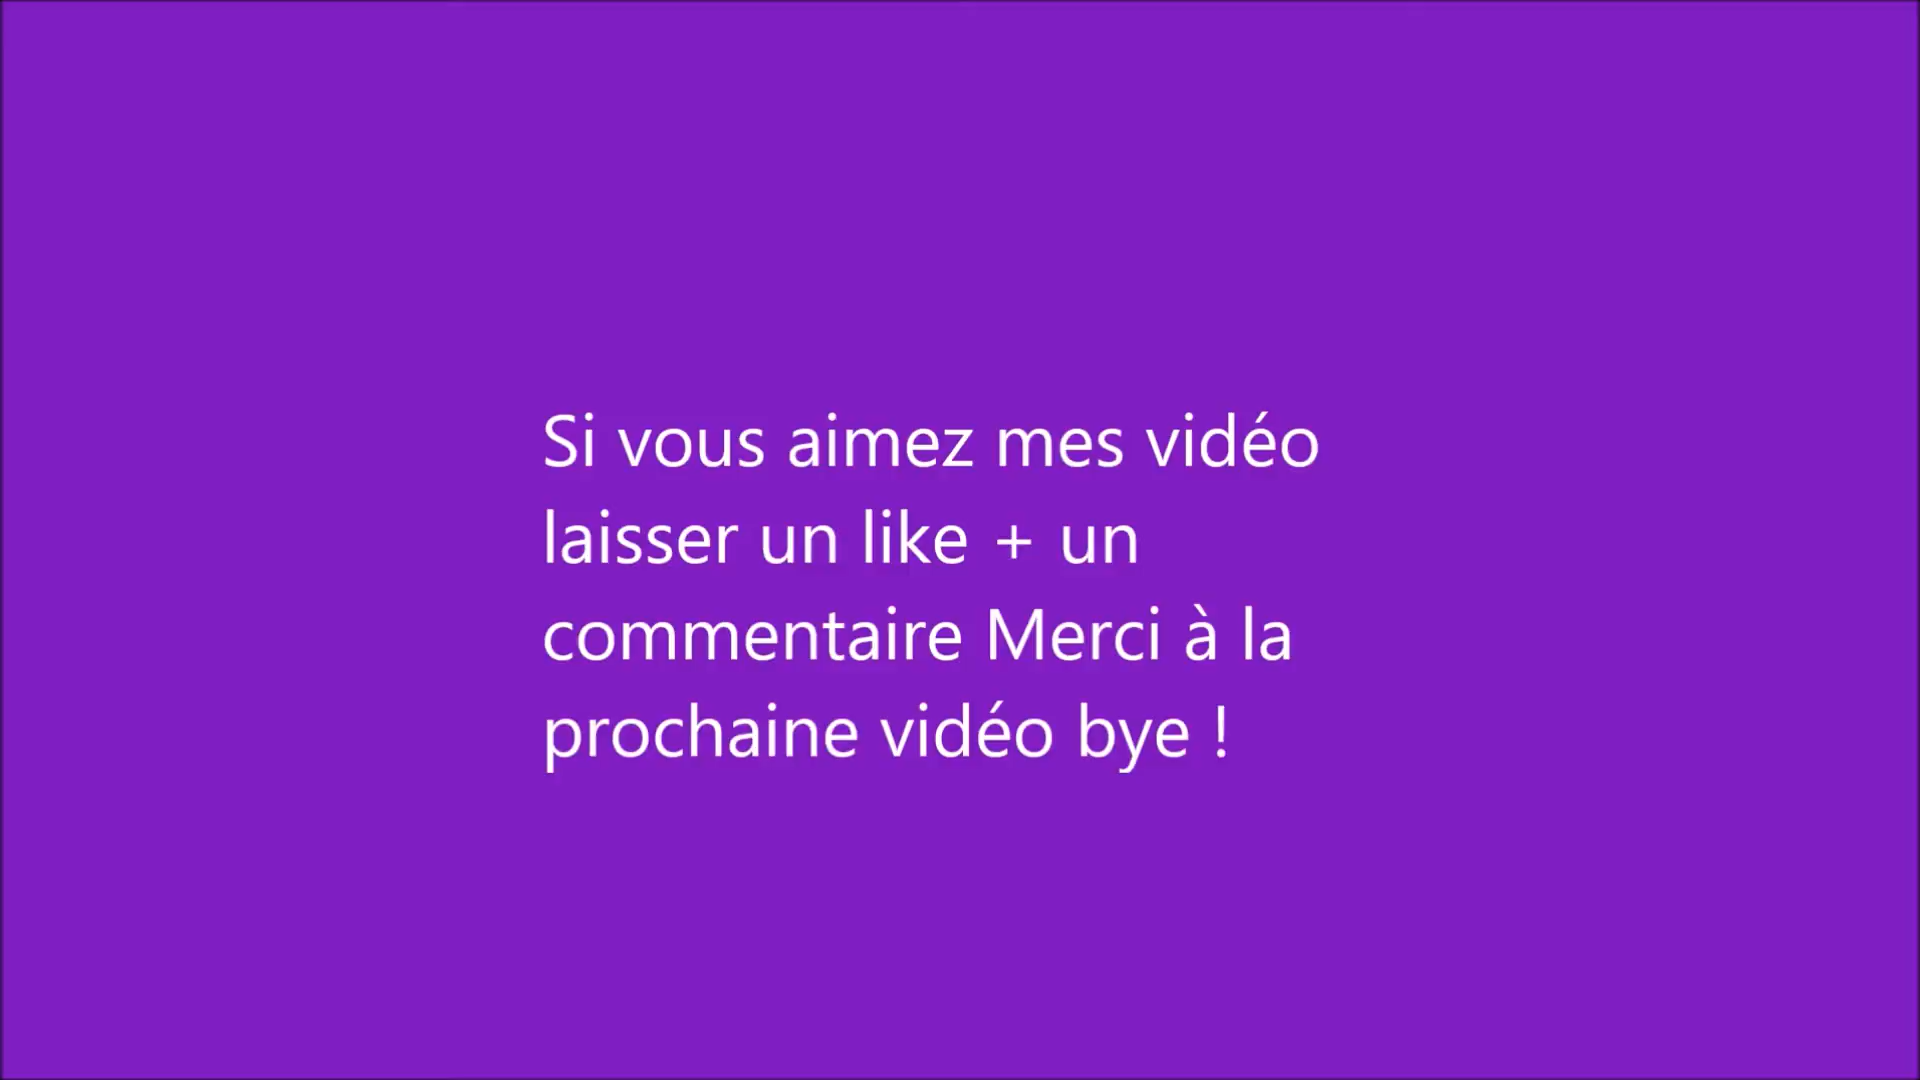 Si vous aimez mes vidéo
laisser un like + un
commentaire Merci à la
prochaine vidéo bye !